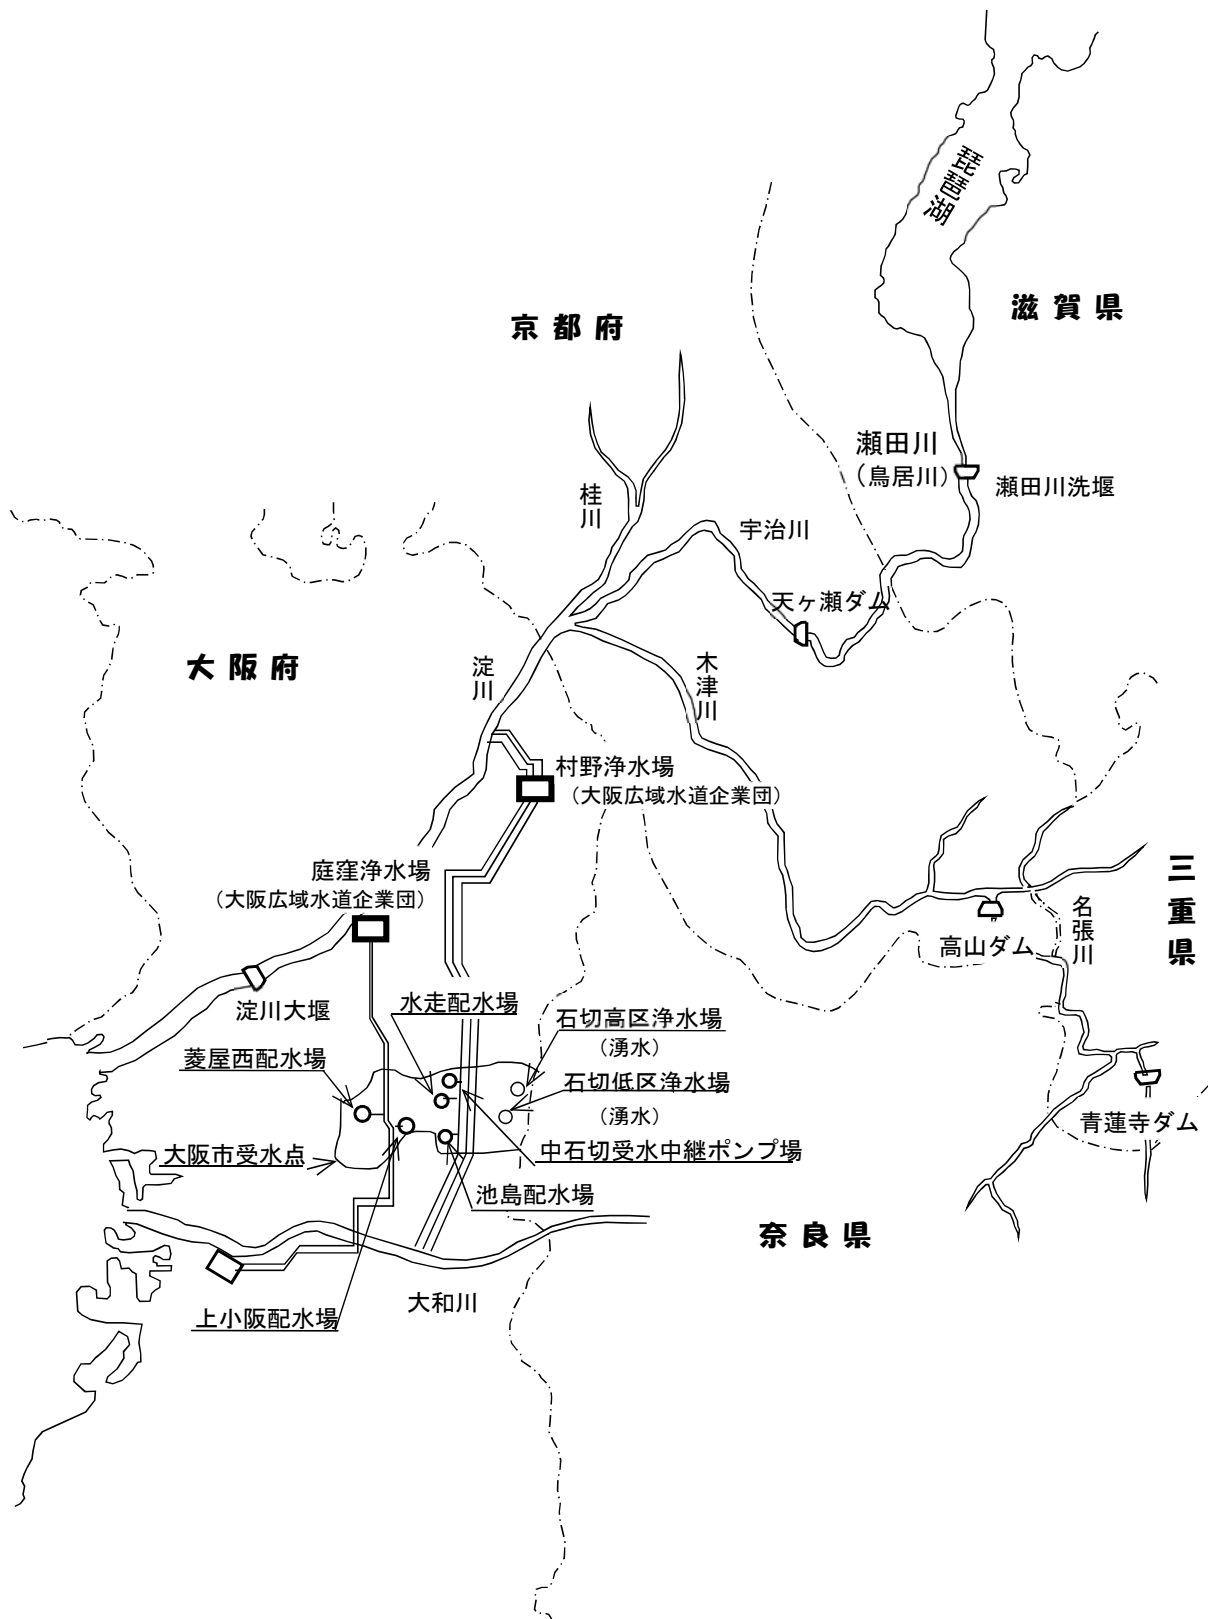 琵琶湖
滋賀県
京都府
瀬田川
（鳥居川）
瀬田川洗堰
桂川
宇治川
天ヶ瀬ダム
大阪府
淀川
木津川
村野浄水場
（大阪広域水道企業団）
庭窪浄水場
（大阪広域水道企業団）
三重県
名張川
高山ダム
淀川大堰
水走配水場
石切高区浄水場
（湧水）
菱屋西配水場
石切低区浄水場
（湧水）
青蓮寺ダム
大阪市受水点
中石切受水中継ポンプ場
池島配水場
奈良県
大和川
上小阪配水場